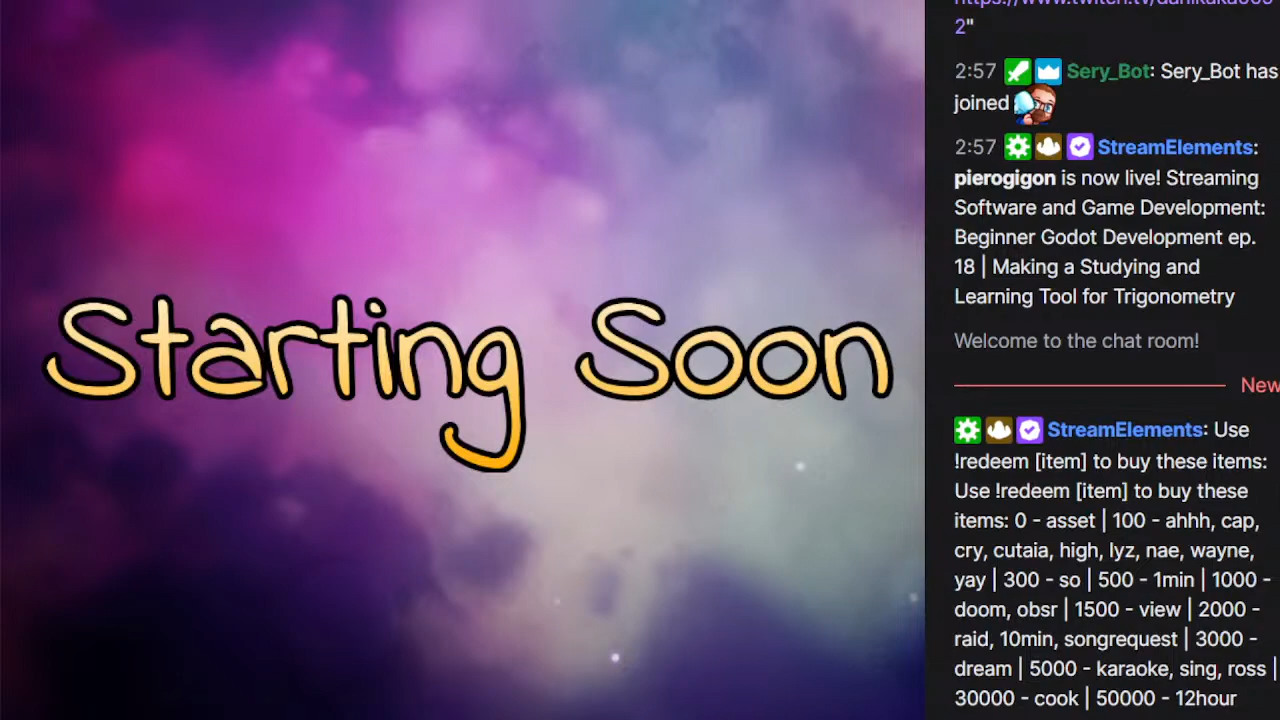 Starting Soon
2"
2:57 Sery_Bot: Sery_Bot has
joined
2:57 StreamElements:
pierogigon is now live! Streaming
Software and Game Development:
Beginner Godot Development ep.
18 | Making a Studying and
Learning Tool for Trigonometry
Welcome to the chat room!
New
StreamElements: Use
!redeem [item] to buy these items:
Use !redeem [item] to buy these
items: 0 - asset | 100 - ahhh, cap,
cry, cutaia, high, lyz, nae, wayne,
yay | 300 - so | 500 - 1min | 1000 -
doom, obsr | 1500 - view | 2000 -
raid, 10min, songrequest | 3000 -
dream | 5000 - karaoke, sing, ross |
30000 - cook | 50000 - 12hour